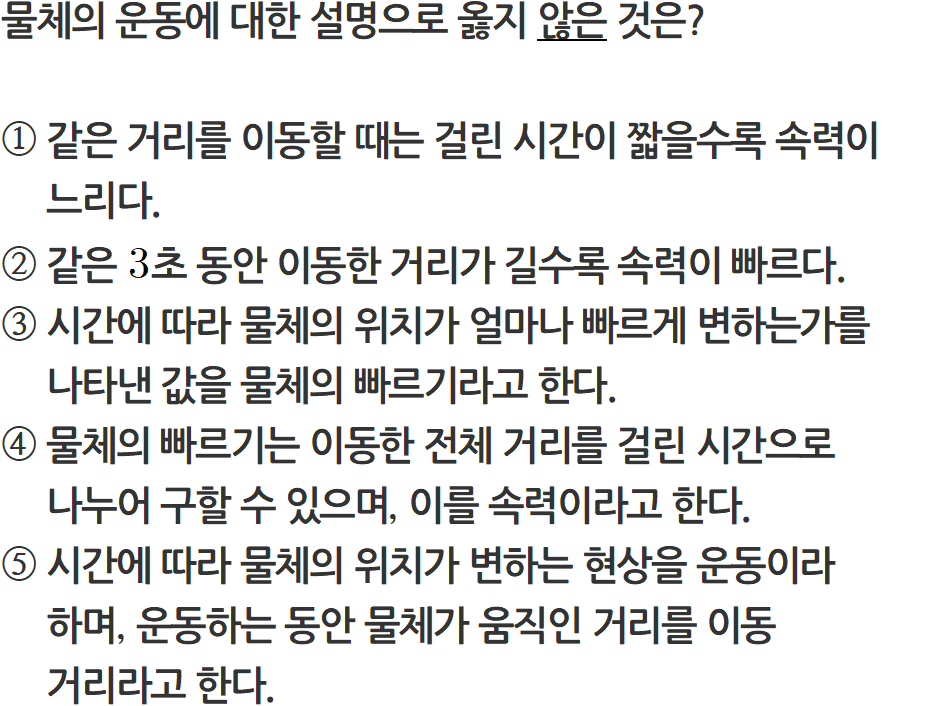 물체의 운동에 대한 설명으로 옳지 않은 것은?
① 같은 거리를 이동할 때는 걸린 시간이 짧을수록 속력이
느리다.
② 같은 3초 동안 이동한 거리가 길수록 속력이 빠르다.
③ 시간에 따라 물체의 위치가 얼마나 빠르게 변하는가를
나타낸 값을 물체의 빠르기라고 한다.
④ 물체의 빠르기는 이동한 전체 거리를 걸린 시간으로
나누어 구할 수 있으며, 이를 속력이라고 한다.
⑤ 시간에 따라 물체의 위치가 변하는 현상을 운동이라
하며, 운동하는 동안 물체가 움직인 거리를 이동
거리라고 한다.